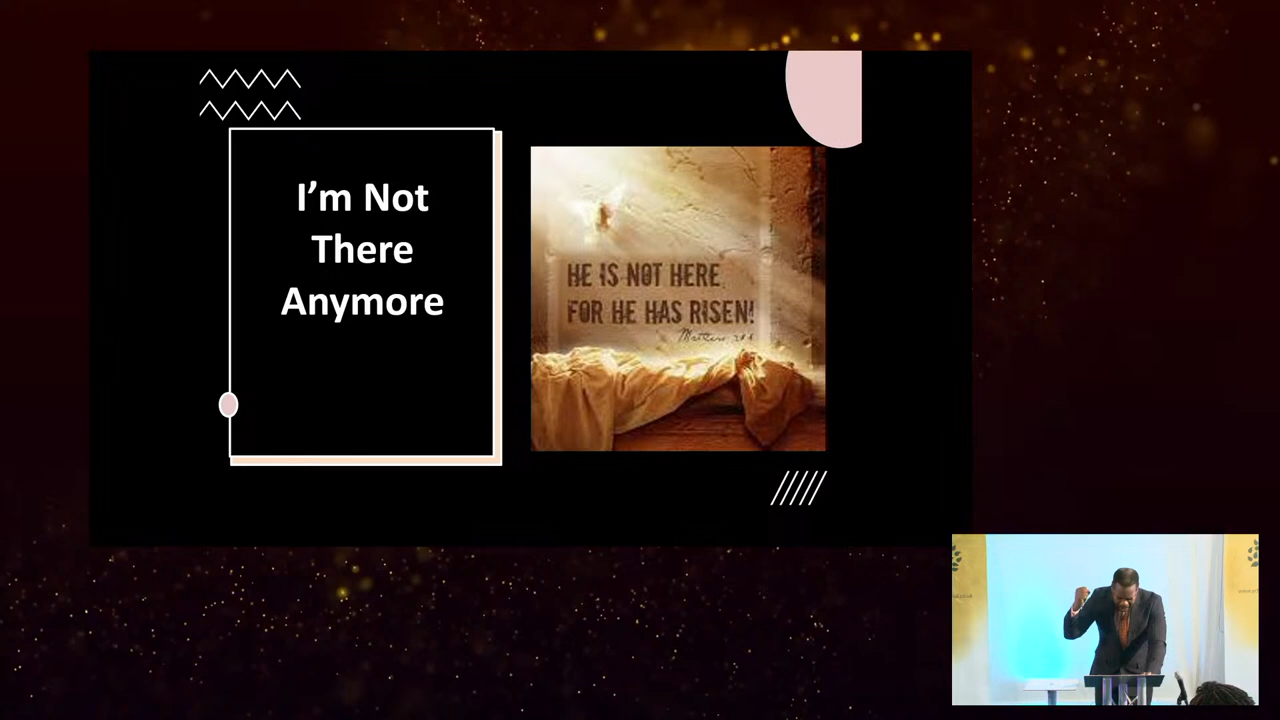 I’m Not
There
Anymore
HE IS NOT HERE
FOR HE HAS RISEN!